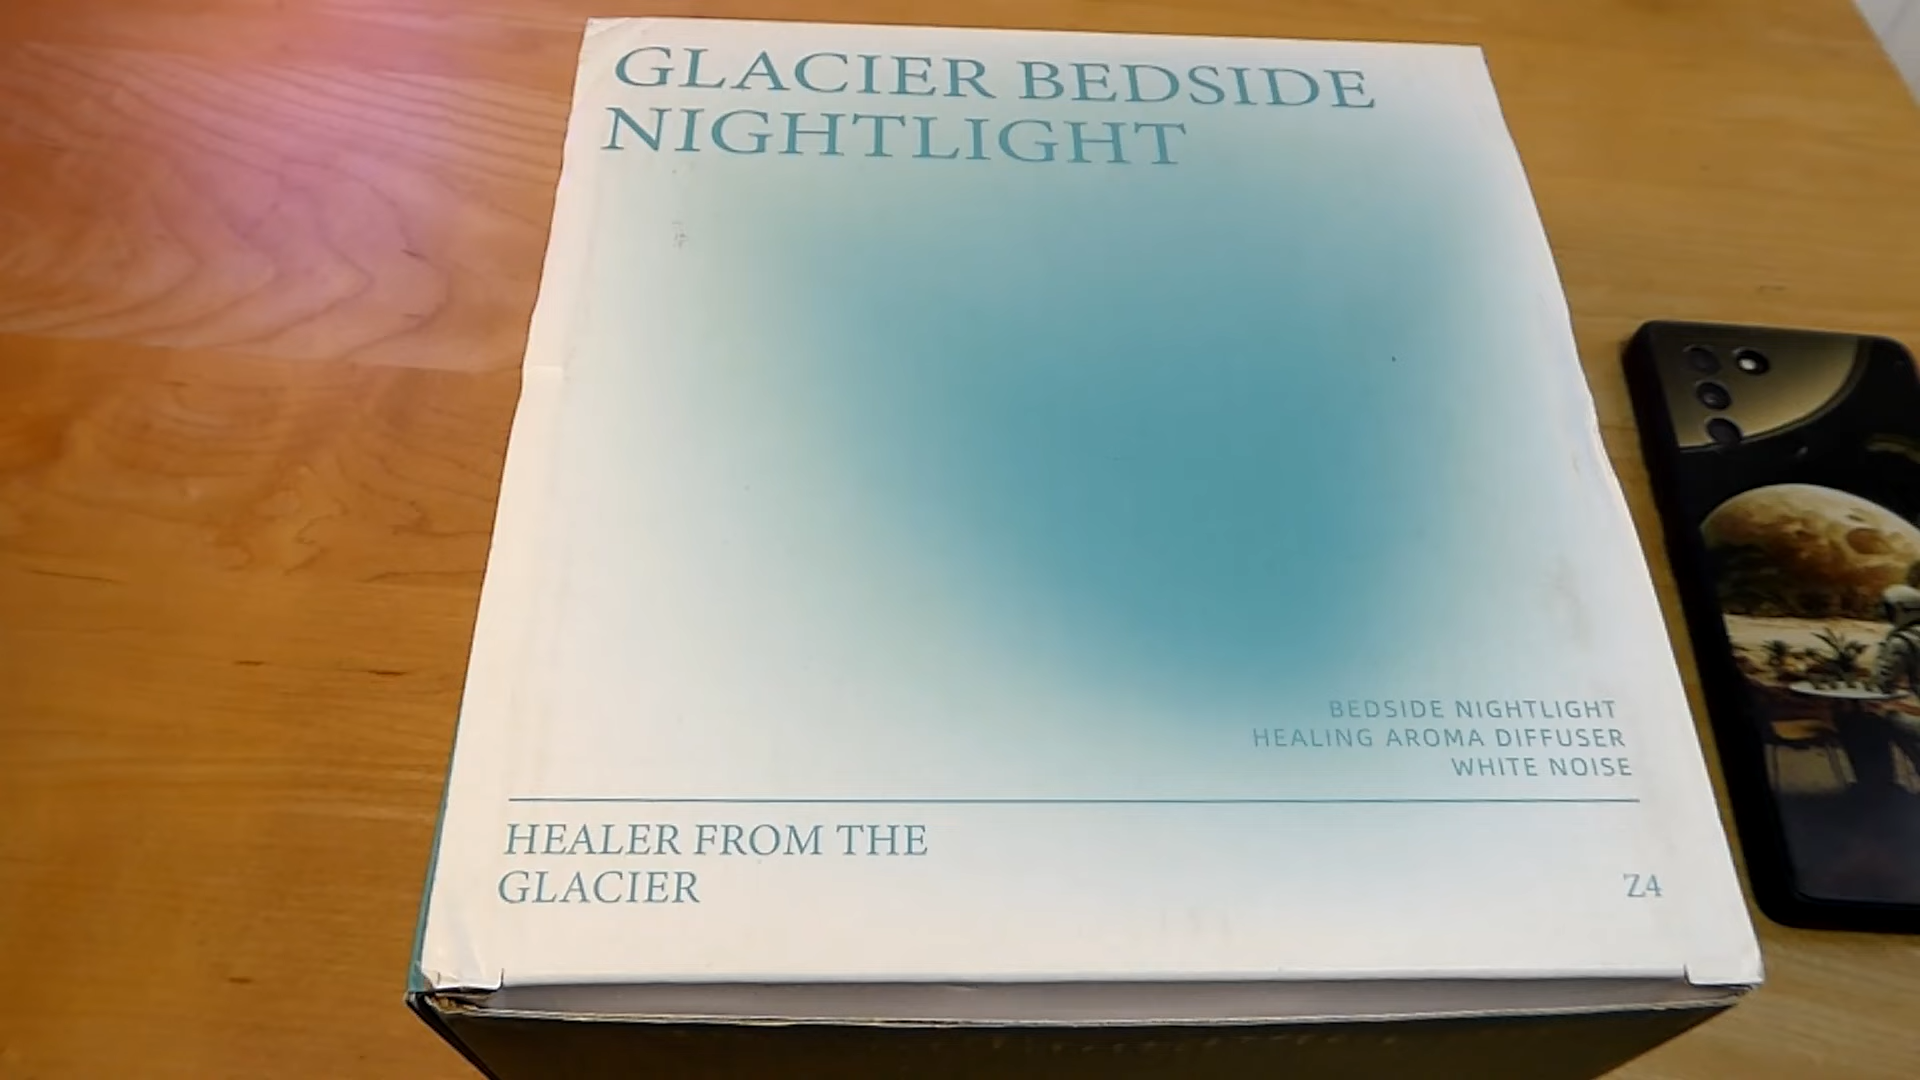 GLACIER BEDSIDE
NIGHTLIGHT
BEDSIDE NIGHTLIGHT
HEALING AROMA DIFFUSER
WHITE NOISE
HEALER FROM THE
GLACIER
Z4